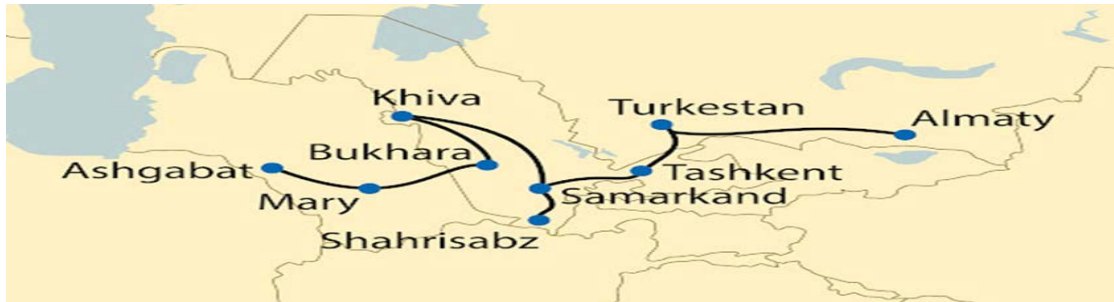 Khiva
Turkestan
Almaty
Bukhara
Ashgabat
Tashkent
Mary
Samarkand
Shahrisabz